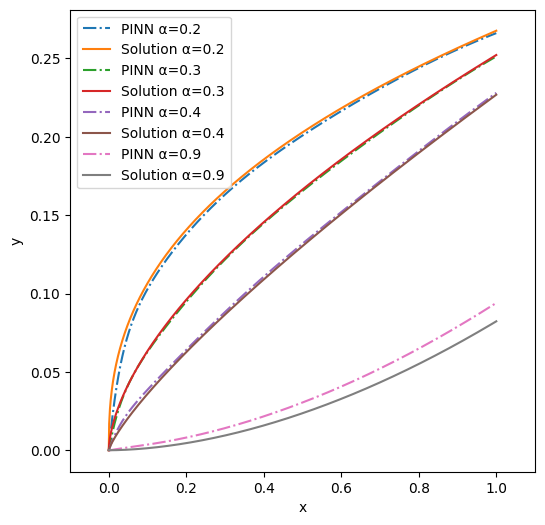 PINN α=0.2
Solution α=0.2
PINN α=0.3
Solution α=0.3
PINN α=0.4
Solution α=0.4
PINN α=0.9
Solution α=0.9
0.25
0.20
0.15
0.10
0.05
0.00
y
0.0 0.2 0.4 0.6 0.8 1.0
x